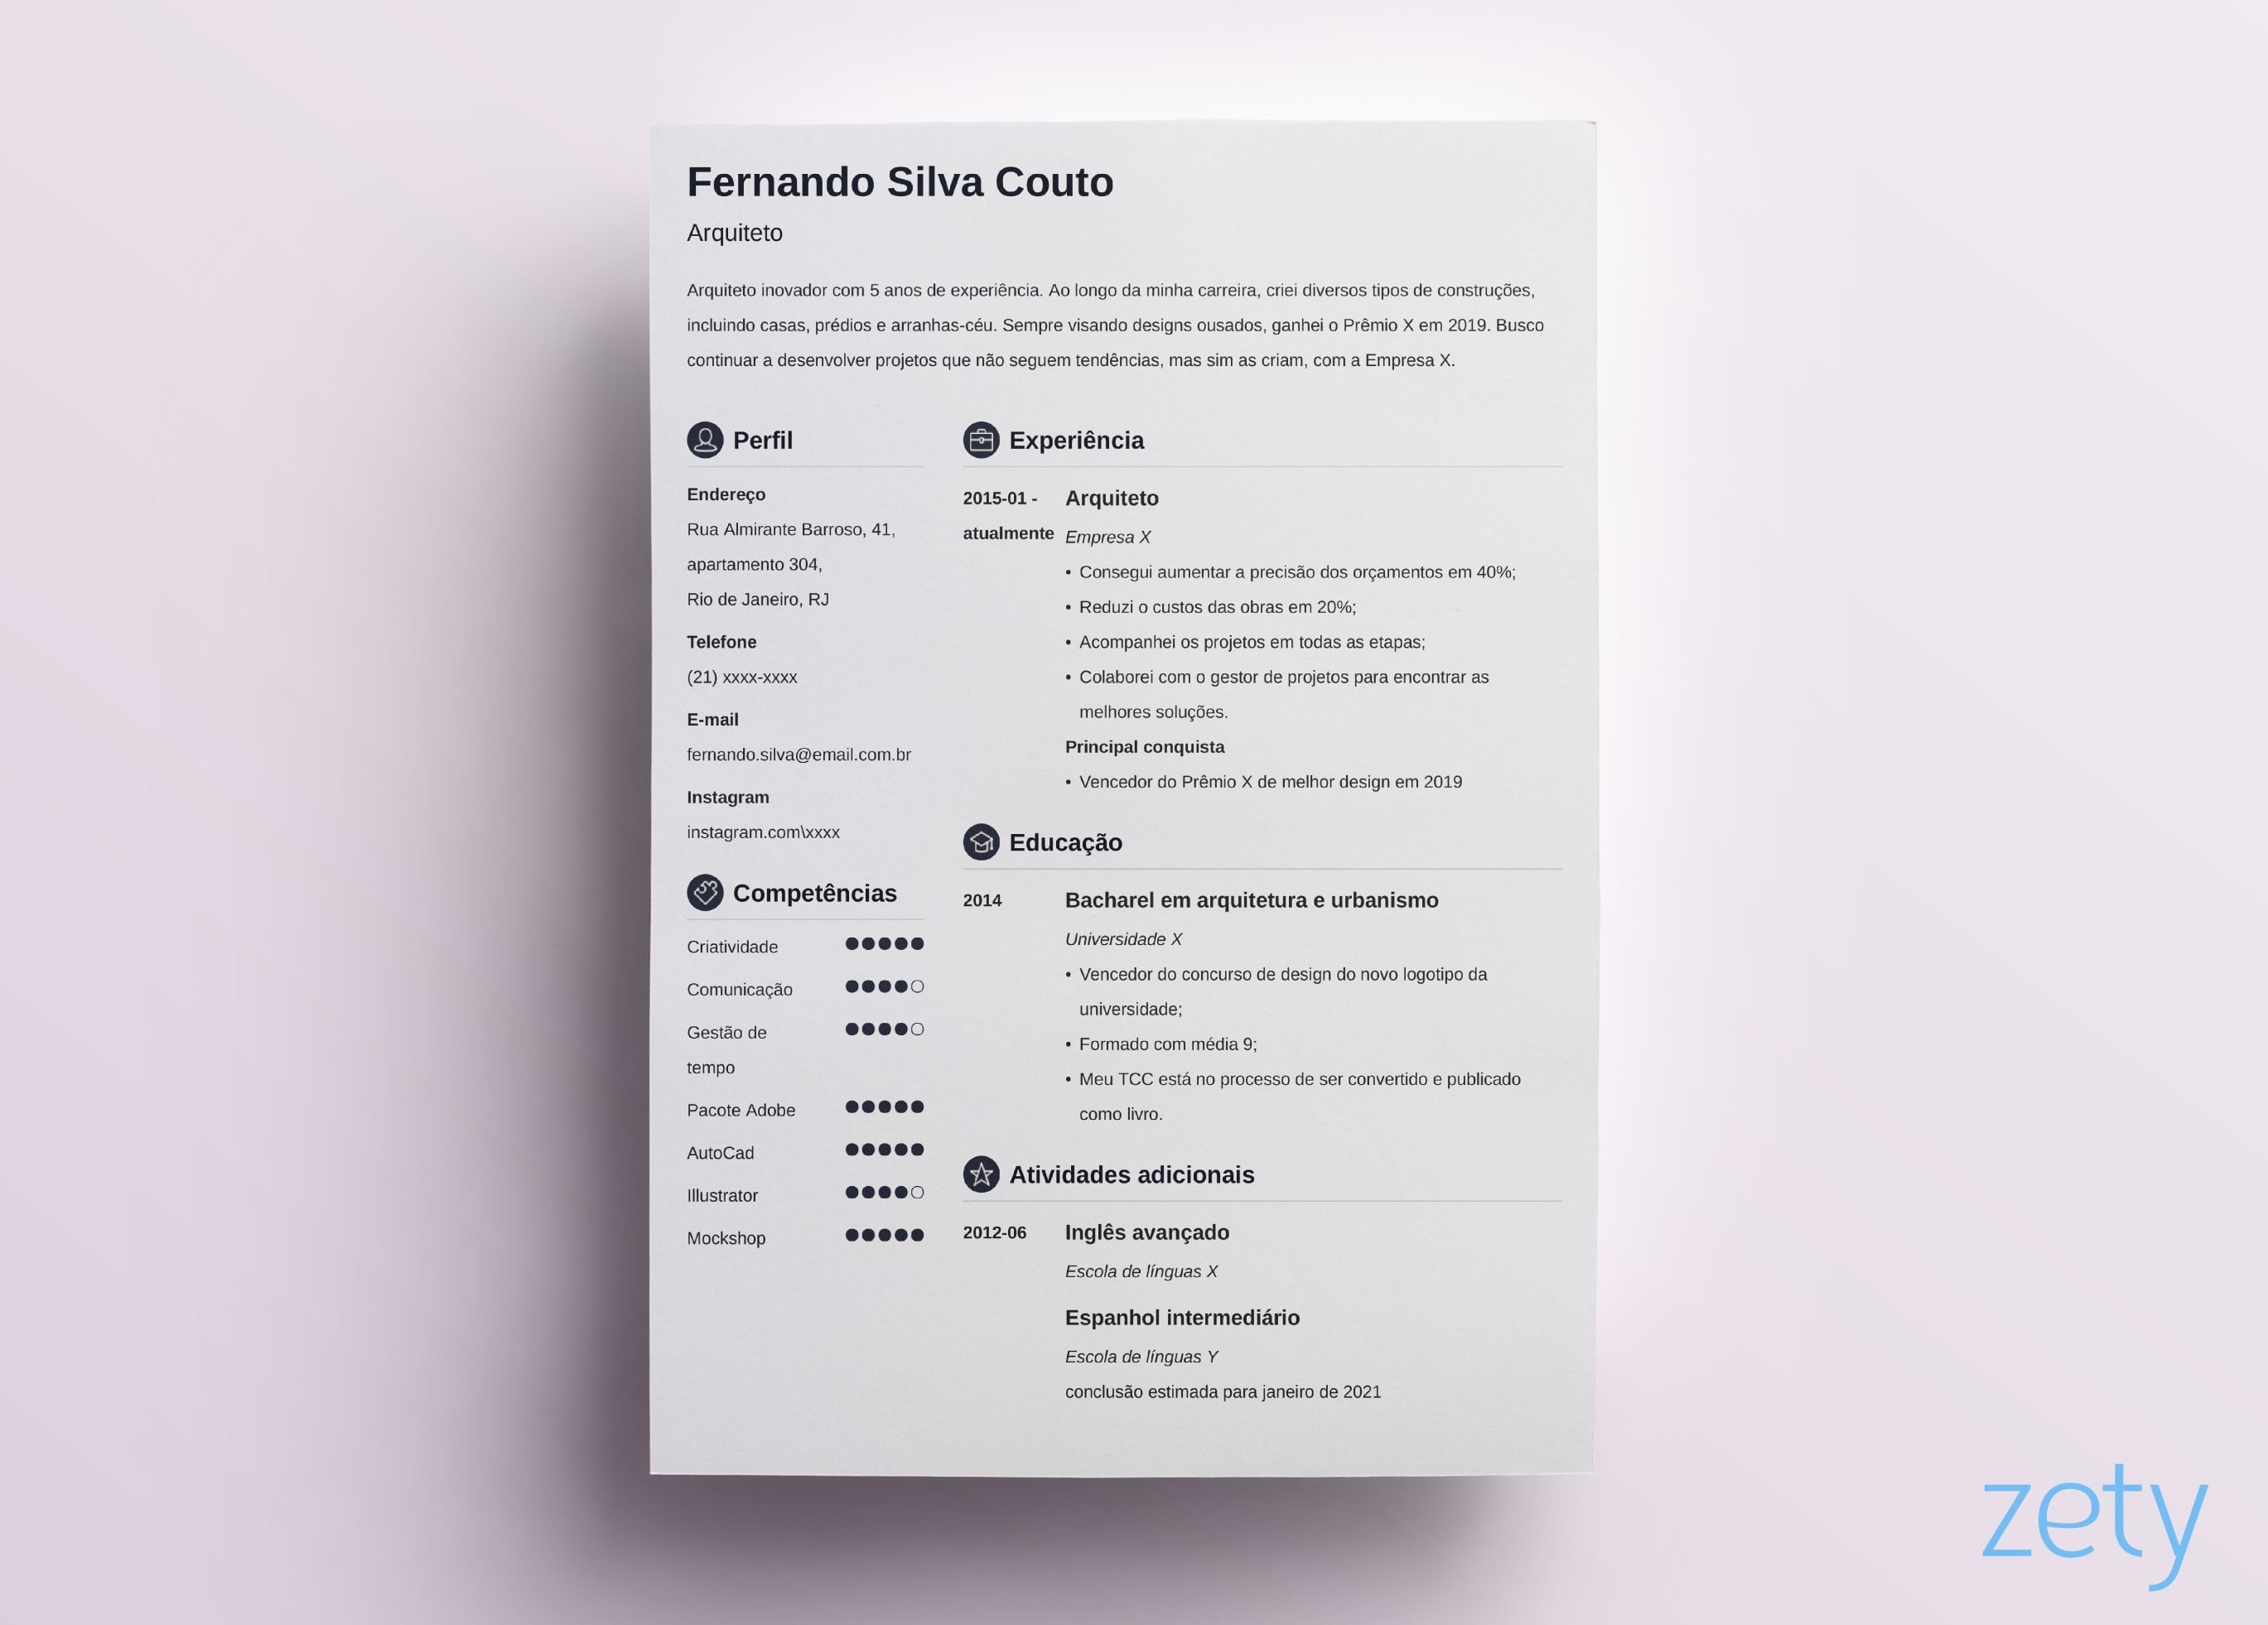 Fernando Silva Couto
Arquiteto
Arquiteto inovador com 5 anos de experiência. Ao longo da minha carreira, criei diversos tipos de construções,
incluindo casas, prédios e arranhas-céu. Sempre visando designs ousados, ganhei o Prêmio X em 2019. Busco
continuar a desenvolver projetos que não seguem tendências, mas sim as criam, com a Empresa X.
Perfil
Endereço
Rua Almirante Barroso, 41,
apartamento 304,
Rio de Janeiro, RJ
Telefone
(21) xxxx-xxxx
E-mail
fernando.silva@email.com.br
Instagram
instagram.com\xxxx
Competências
Criatividade
Comunicação
Gestão de
tempo
Pacote Adobe
AutoCad
Illustrator
Mockshop
Experiência
2015-01 - Arquiteto
atualmente Empresa X
• Consegui aumentar a precisão dos orçamentos em 40%;
• Reduzi o custos das obras em 20%;
• Acompanhei os projetos em todas as etapas;
• Colaborei com o gestor de projetos para encontrar as
melhores soluções.
Principal conquista
• Vencedor do Prêmio X de melhor design em 2019
Educação
2014 Bacharel em arquitetura e urbanismo
Universidade X
• Vencedor do concurso de design do novo logotipo da
universidade;
• Formado com média 9;
• Meu TCC está no processo de ser convertido e publicado
como livro.
Atividades adicionais
2012-06 Inglês avançado
Escola de línguas X
Espanhol intermediário
Escola de línguas Y
conclusão estimada para janeiro de 2021
zety